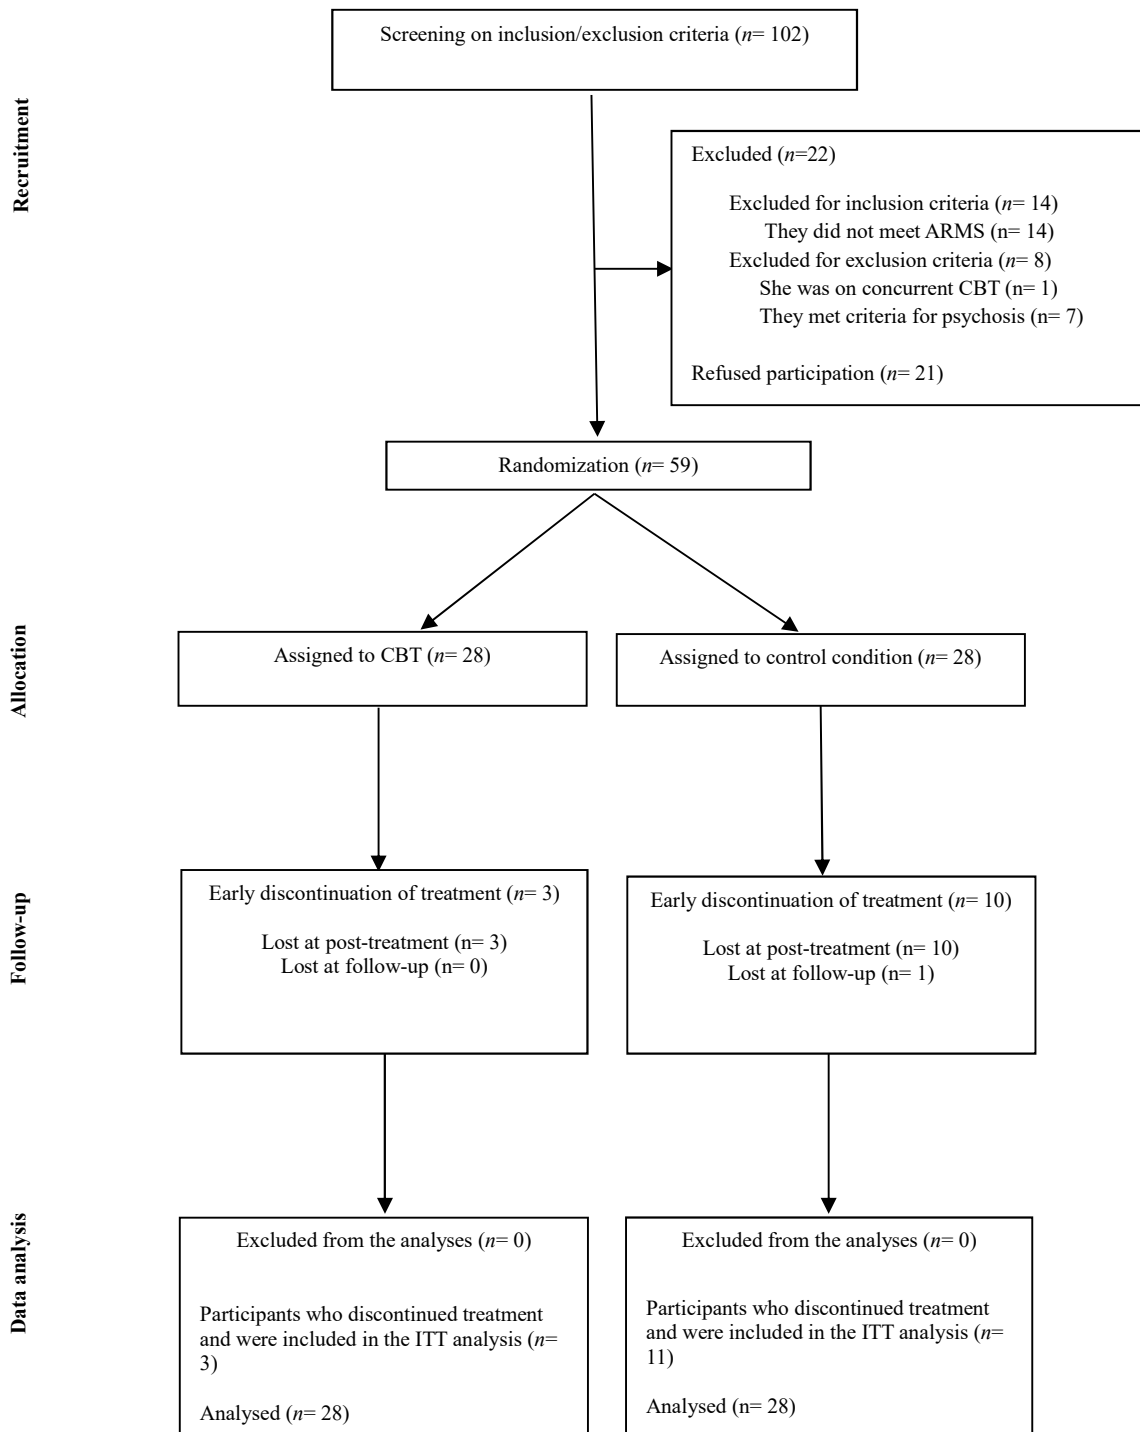 Recruitment
Screening on inclusion/exclusion criteria (n= 102)
Excluded (n=22)
Excluded for inclusion criteria (n= 14)
They did not meet ARMS (n= 14)
Excluded for exclusion criteria (n= 8)
She was on concurrent CBT (n= 1)
They met criteria for psychosis (n= 7)
Refused participation (n= 21)
Randomization (n= 59)
Allocation
Assigned to CBT (n= 28)
Assigned to control condition (n= 28)
Follow-up
Early discontinuation of treatment (n= 3)
Lost at post-treatment (n= 3)
Lost at follow-up (n= 0)
Early discontinuation of treatment (n= 10)
Lost at post-treatment (n= 10)
Lost at follow-up (n= 1)
Data analysis
Excluded from the analyses (n= 0)
Participants who discontinued treatment
and were included in the ITT analysis (n=
3)
Analysed (n= 28)
Excluded from the analyses (n= 0)
Participants who discontinued treatment
and were included in the ITT analysis (n=
11)
Analysed (n= 28)